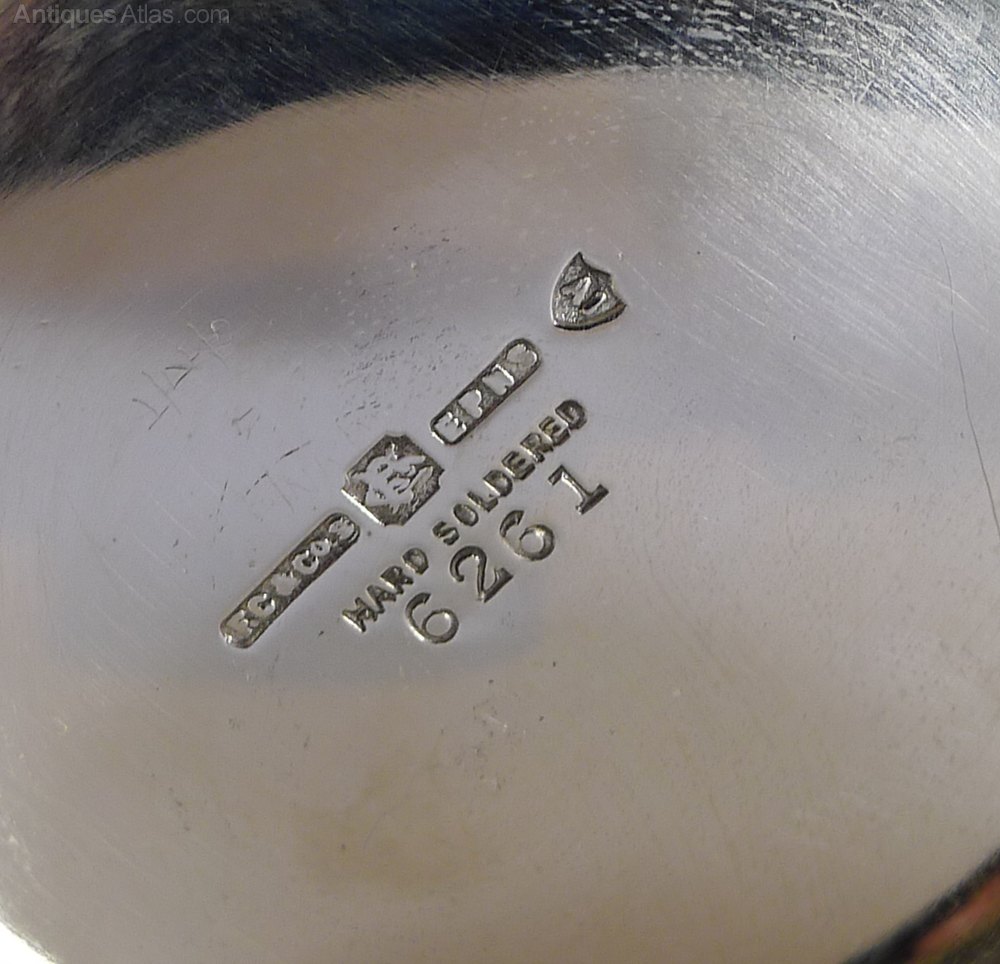 AntiquesAtlas.com
EPNS
HARD SOLDERED
6261